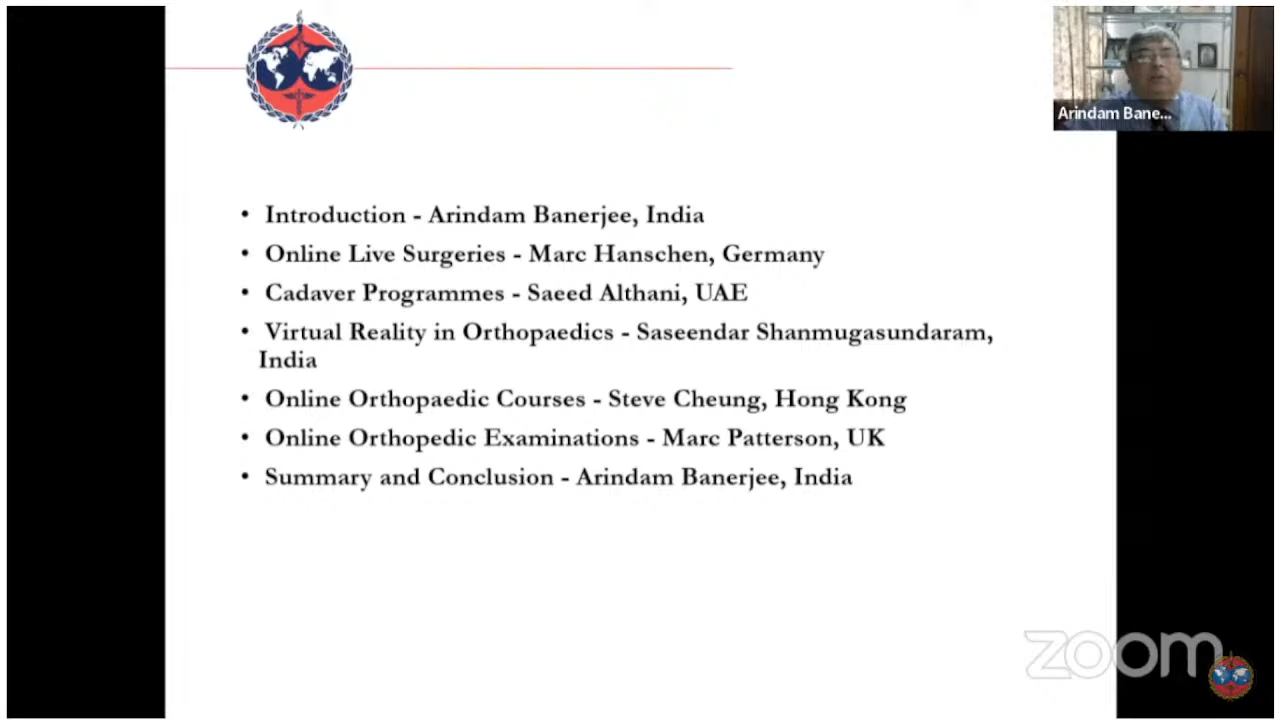 Arindam Bane...
• Introduction - Arindam Banerjee, India
• Online Live Surgeries - Marc Hanschen, Germany
• Cadaver Programmes - Saeed Althani, UAE
• Virtual Reality in Orthopaedics - Saseendar Shanmugasundaram,
India
• Online Orthopaedic Courses - Steve Cheung, Hong Kong
• Online Orthopedic Examinations - Marc Patterson, UK
• Summary and Conclusion - Arindam Banerjee, India
zoom